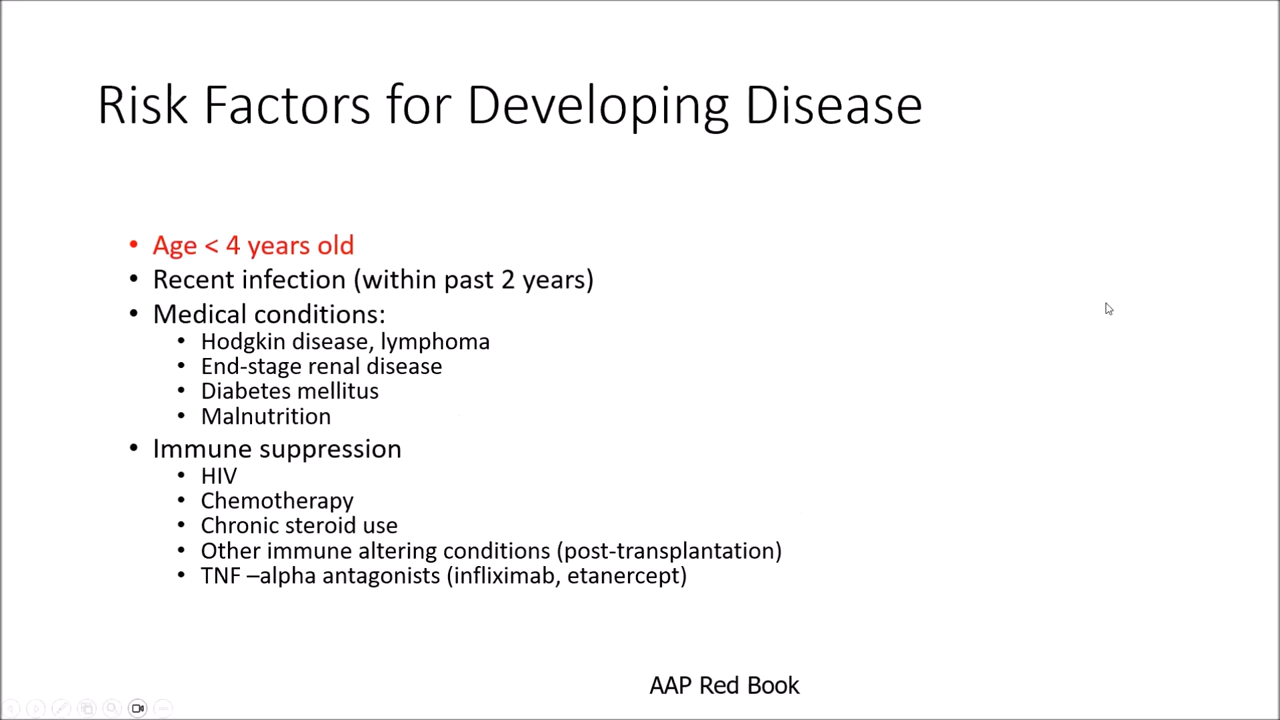 Risk Factors for Developing Disease
• Age < 4 years old
• Recent infection (within past 2 years)
• Medical conditions:
• Hodgkin disease, lymphoma
• End-stage renal disease
• Diabetes mellitus
• Malnutrition
• Immune suppression
• HIV
• Chemotherapy
• Chronic steroid use
• Other immune altering conditions (post-transplantation)
• TNF –alpha antagonists (infliximab, etanercept)
AAP Red Book